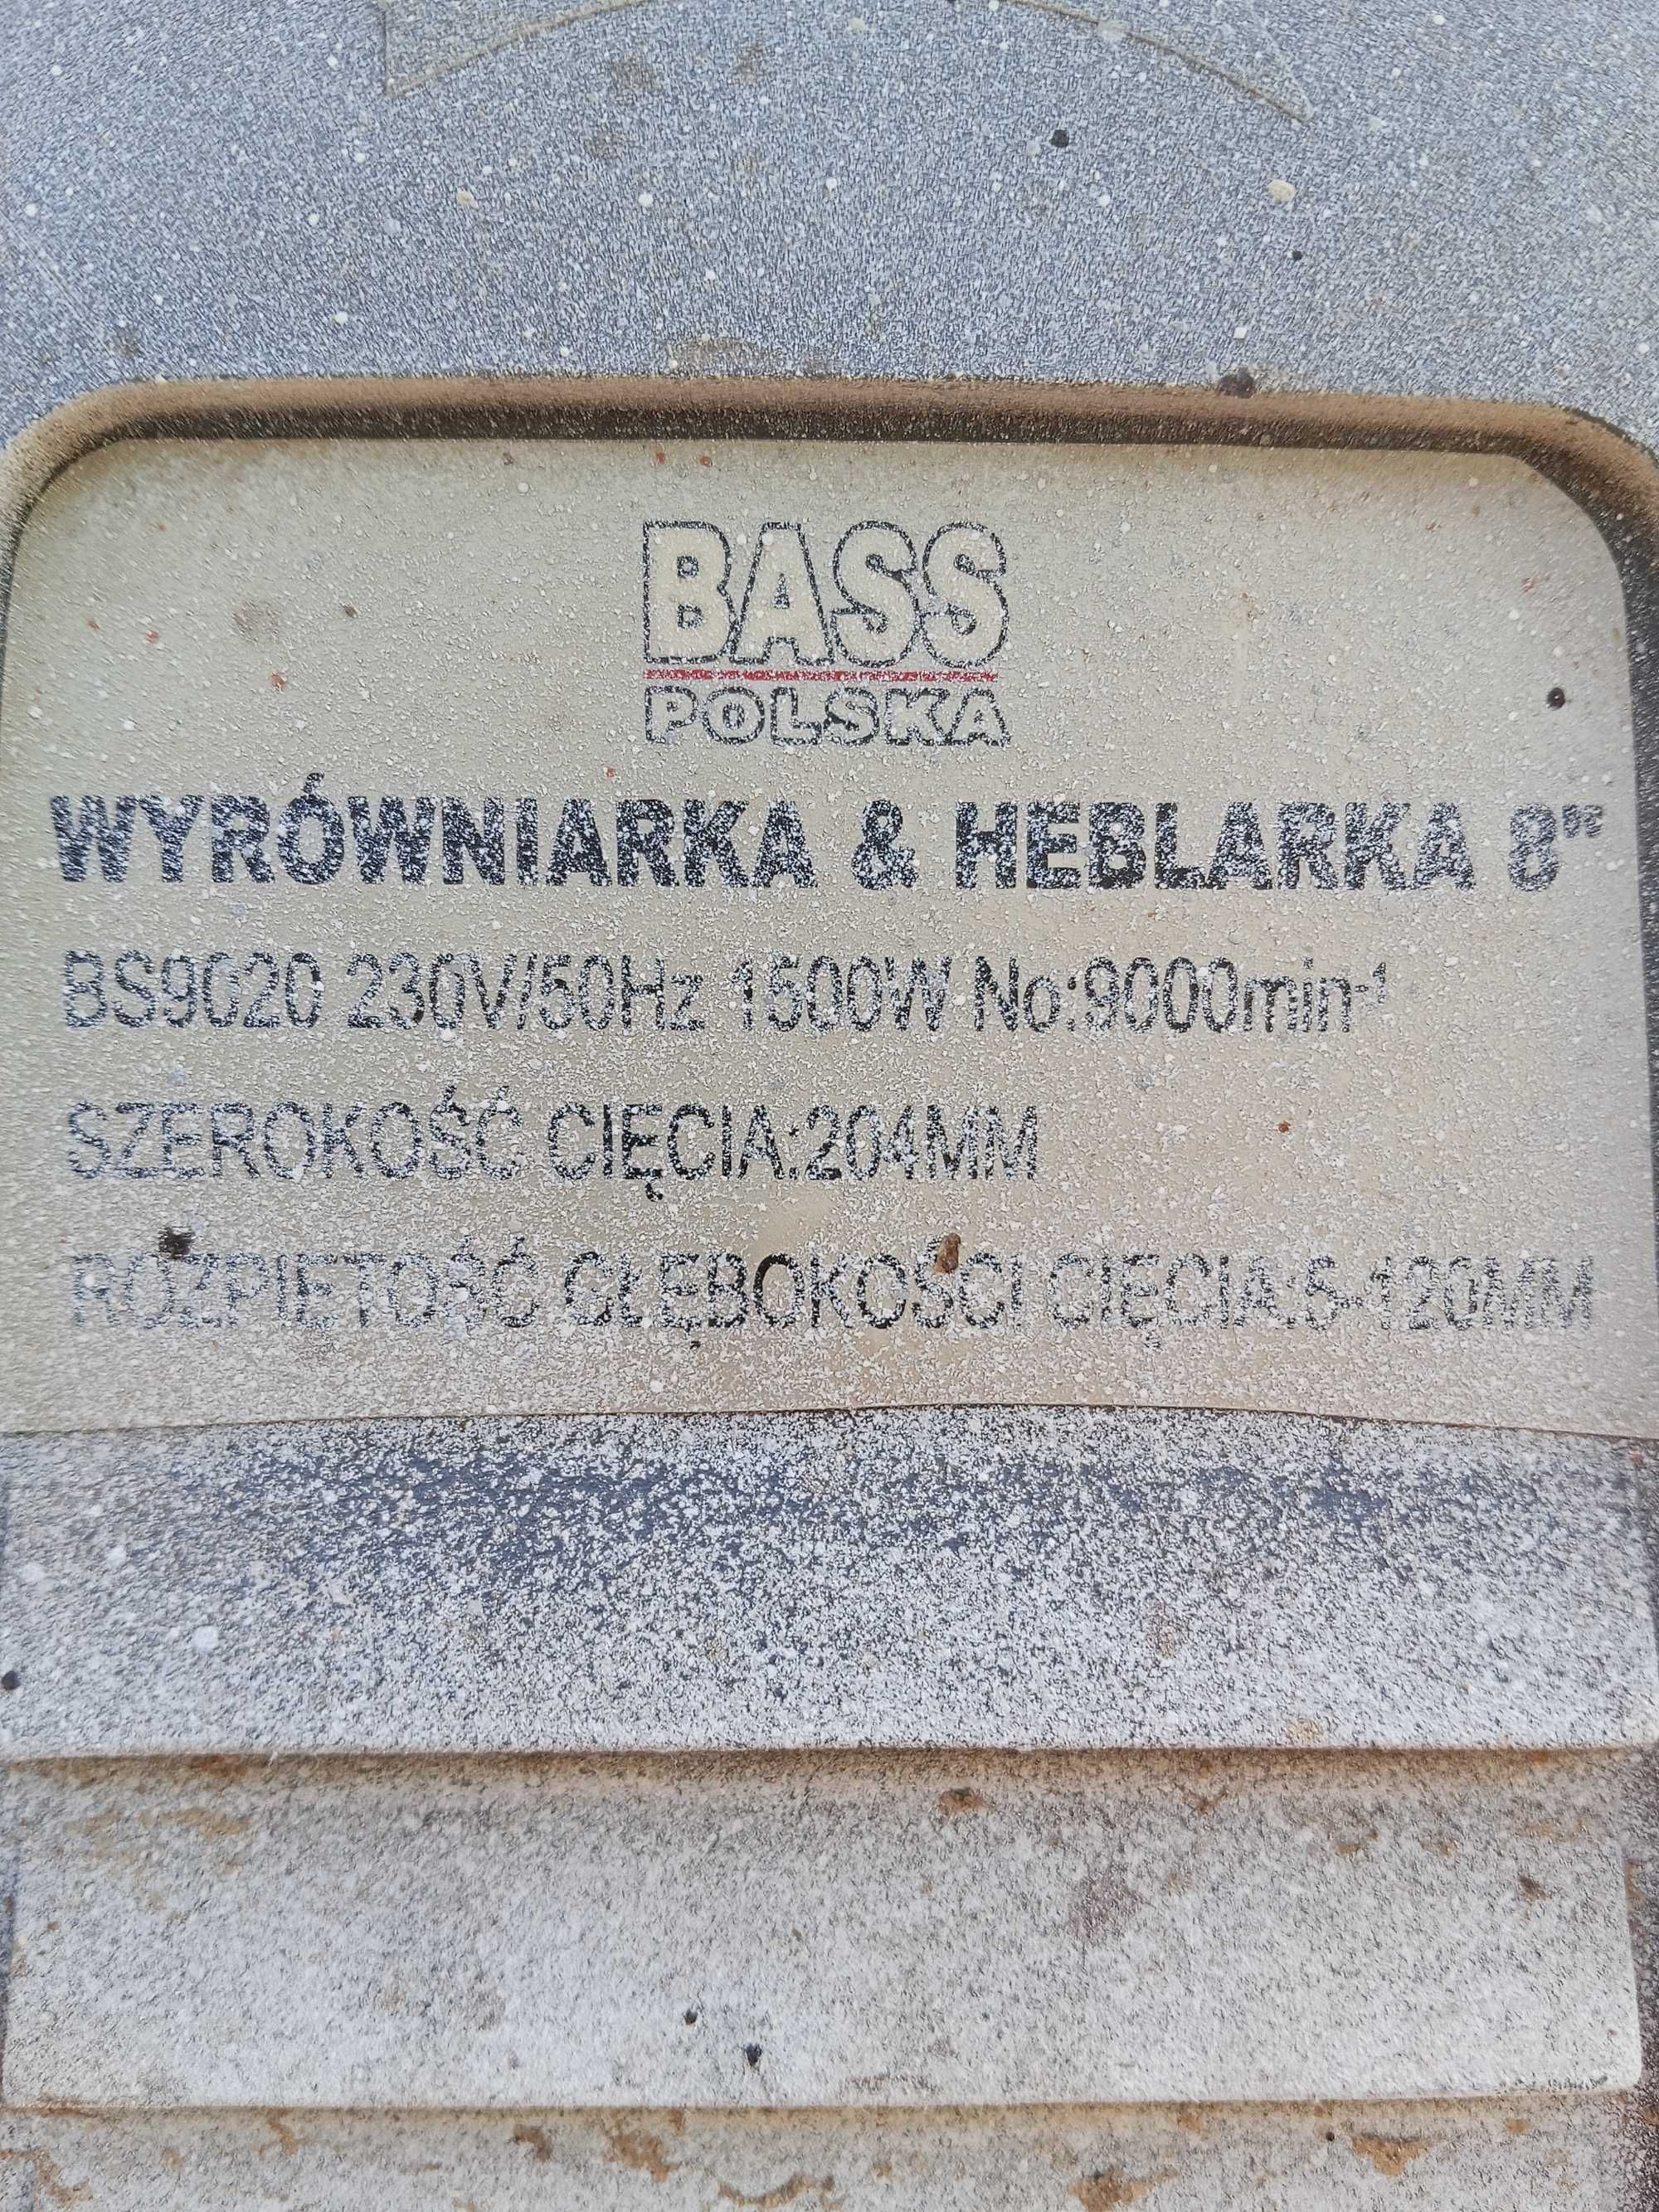 BASS
POLSKA
WYRÓWNIARKA & HEBLARKA 8"
BS9020 230V/50Hz 1500W No:9000min⁻¹
SZEROKOŚĆ CIĘCIA:204MM
ROZPIETOŚĆ GŁĘBOKOŚCI CIĘCIA:5-120MM